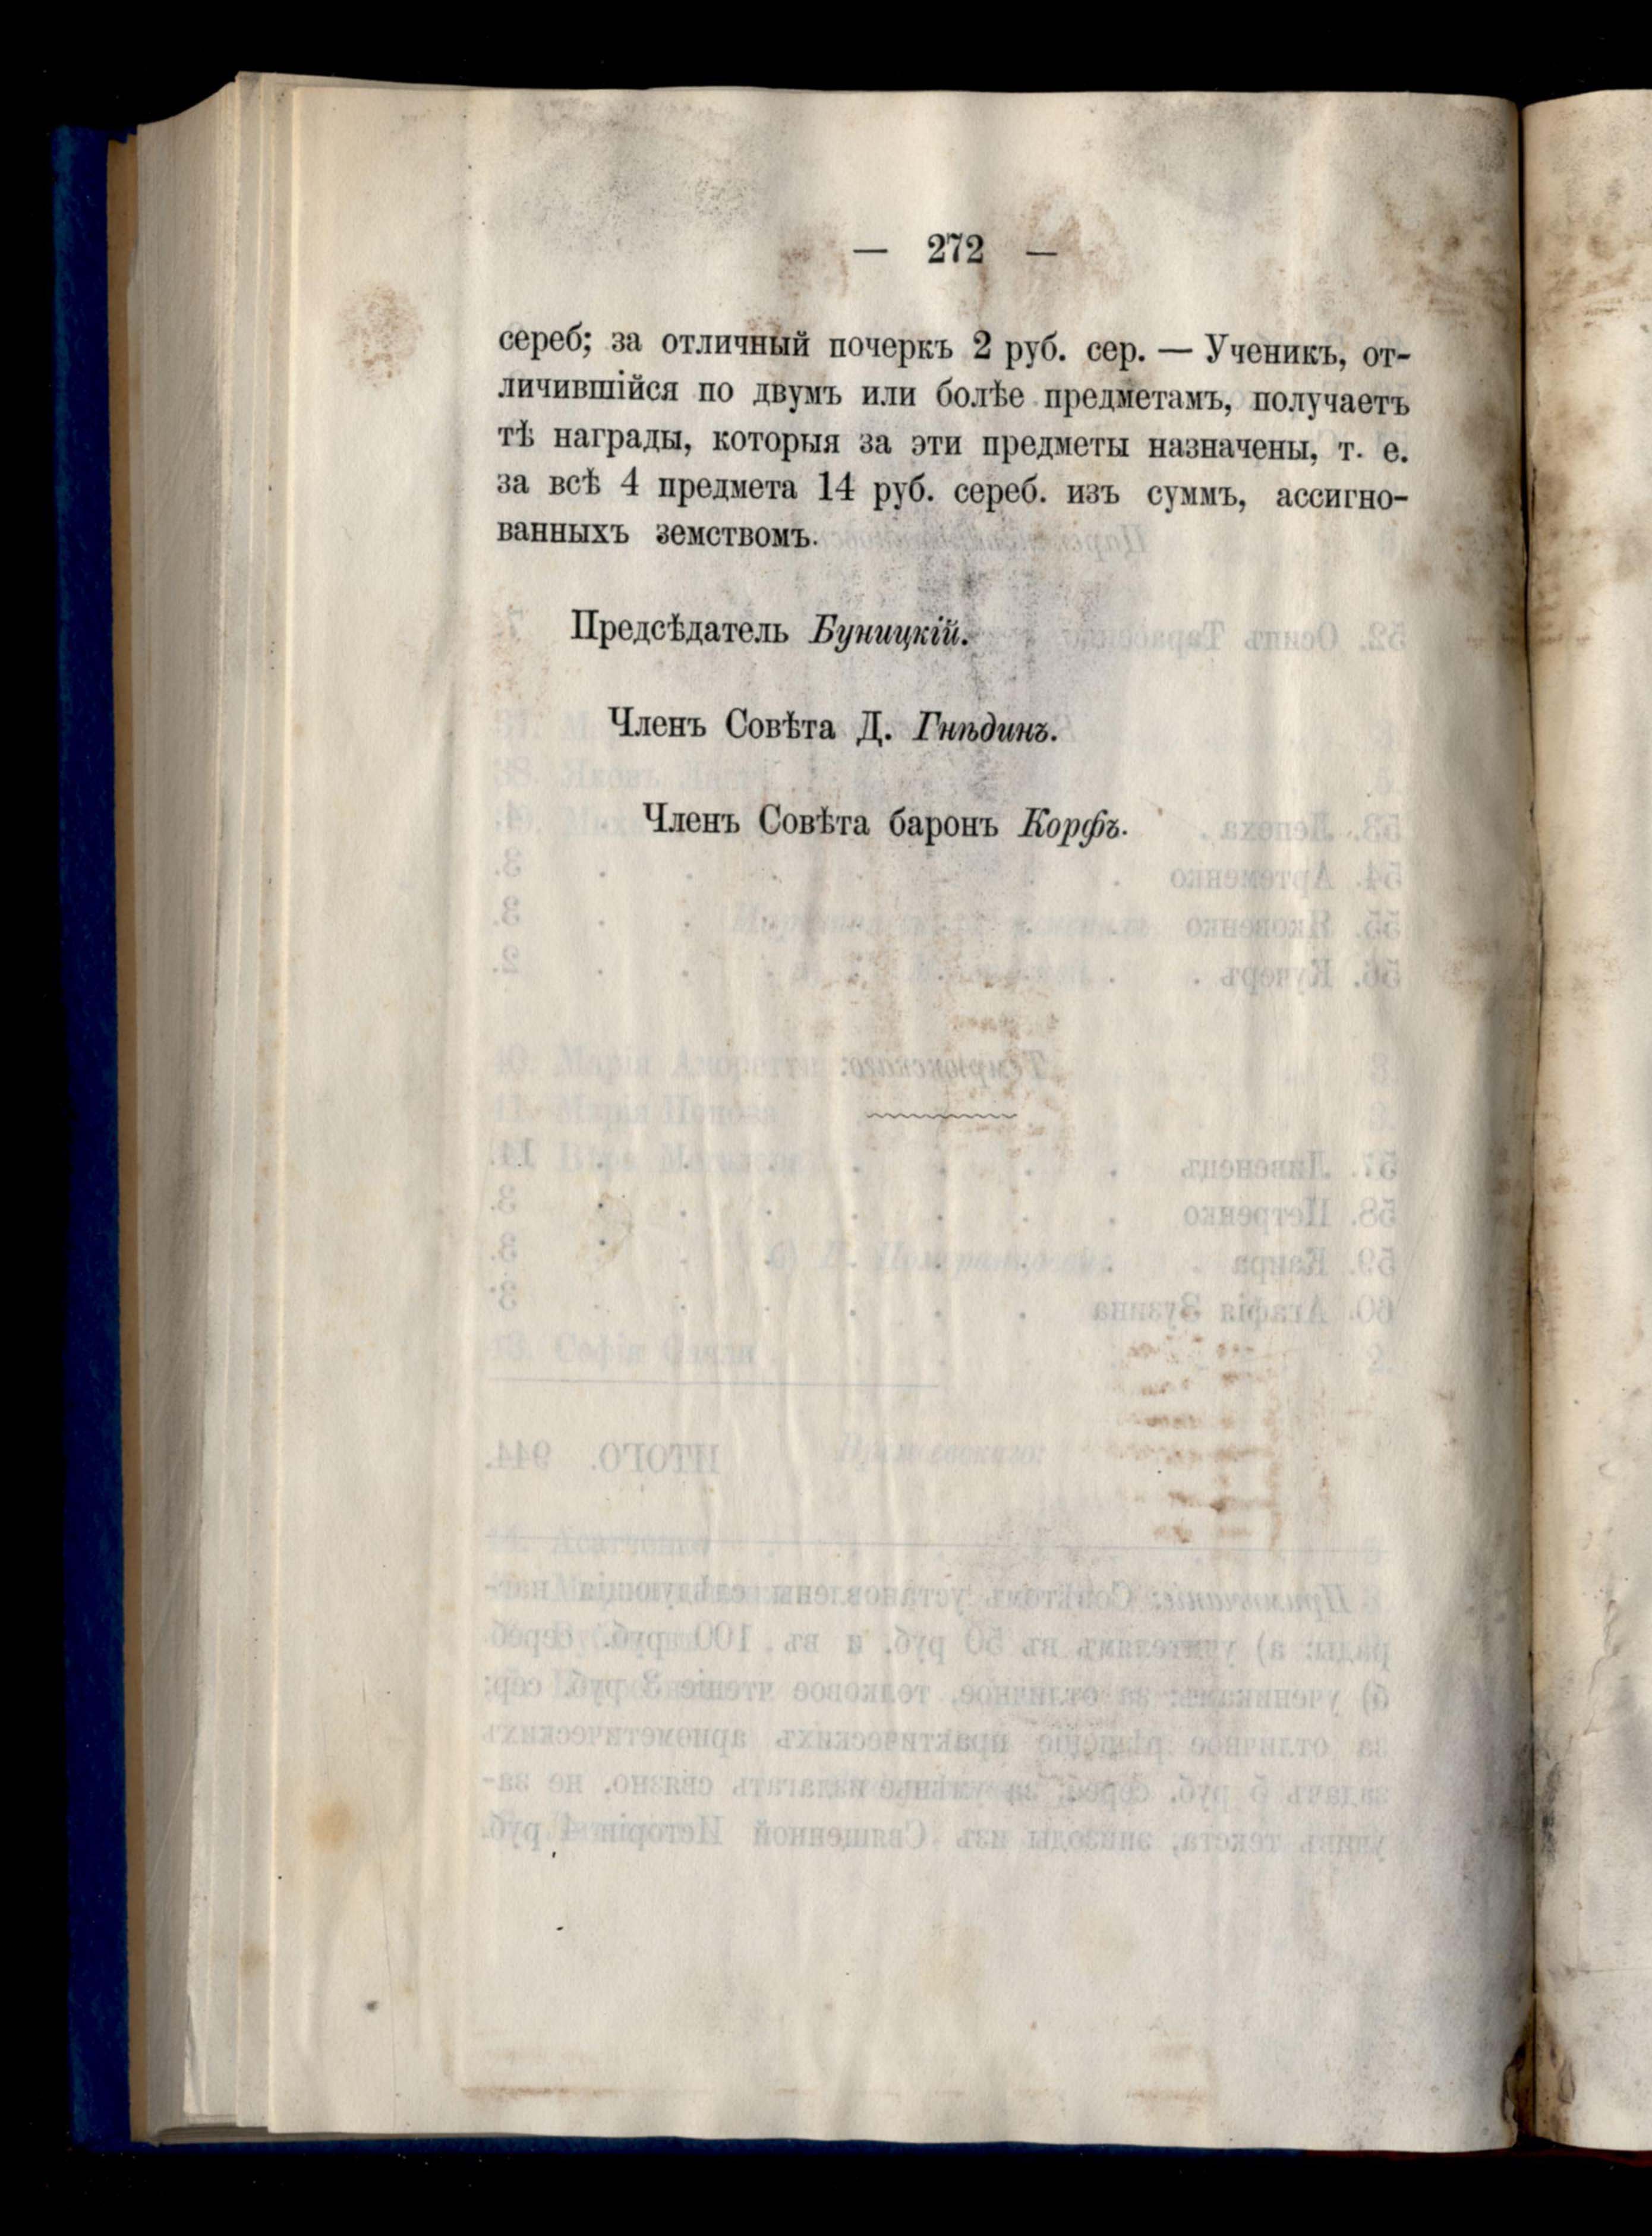 — 272 —
сереб; за отличный почеркъ 2 руб. сер. — Ученикъ, от-
личившійся по двумъ или болѣе предметамъ, получаетъ
тѣ награды, которыя за эти предметы назначены, т. е.
за всѣ 4 предмета 14 руб. сереб. изъ суммъ, ассигно-
ванныхъ земствомъ.
Предсѣдатель Буницкій.
Членъ Совѣта Д. Гнѣдинъ.
Членъ Совѣта баронъ Корфъ.